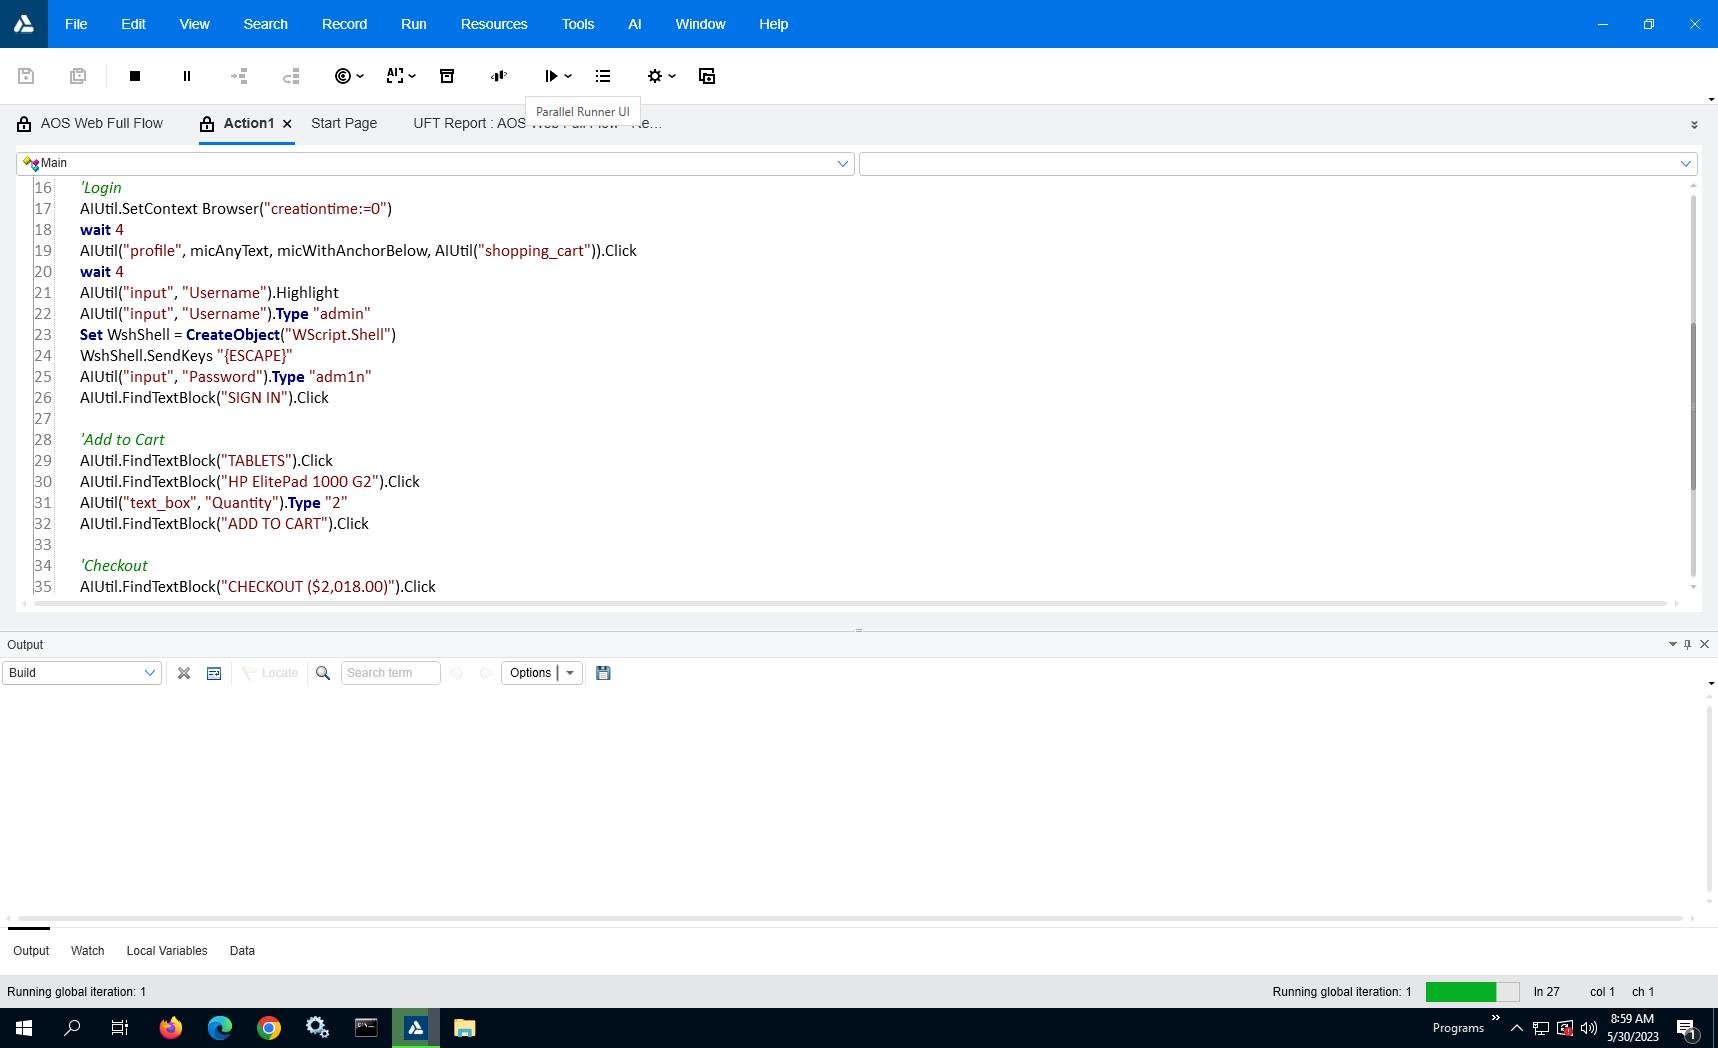 File Edit View Search Record Run Resources Tools AI Window Help
AI
Parallel Runner UI
AOS Web Full Flow Action1 Start Page UFT Report : AOS
Main
16 'Login
17 AIUtil.SetContext Browser("creationtime:=0")
18 wait 4
19 AIUtil("profile", micAnyText, micWithAnchorBelow, AIUtil("shopping_cart")).Click
20 wait 4
21 AIUtil("input", "Username").Highlight
22 AIUtil("input", "Username").Type "admin"
23 Set WshShell = CreateObject("WScript.Shell")
24 WshShell.SendKeys "{ESCAPE}"
25 AIUtil("input", "Password").Type "adm1n"
26 AIUtil.FindTextBlock("SIGN IN").Click
27
28 'Add to Cart
29 AIUtil.FindTextBlock("TABLETS").Click
30 AIUtil.FindTextBlock("HP ElitePad 1000 G2").Click
31 AIUtil("text_box", "Quantity").Type "2"
32 AIUtil.FindTextBlock("ADD TO CART").Click
33
34 'Checkout
35 AIUtil.FindTextBlock("CHECKOUT ($2,018.00)").Click
Output
Build Locate Search term Options
Output Watch Local Variables Data
Running global iteration: 1 Running global iteration: 1 ln 27 col 1 ch 1
Programs 8:59 AM
5/30/2023 1